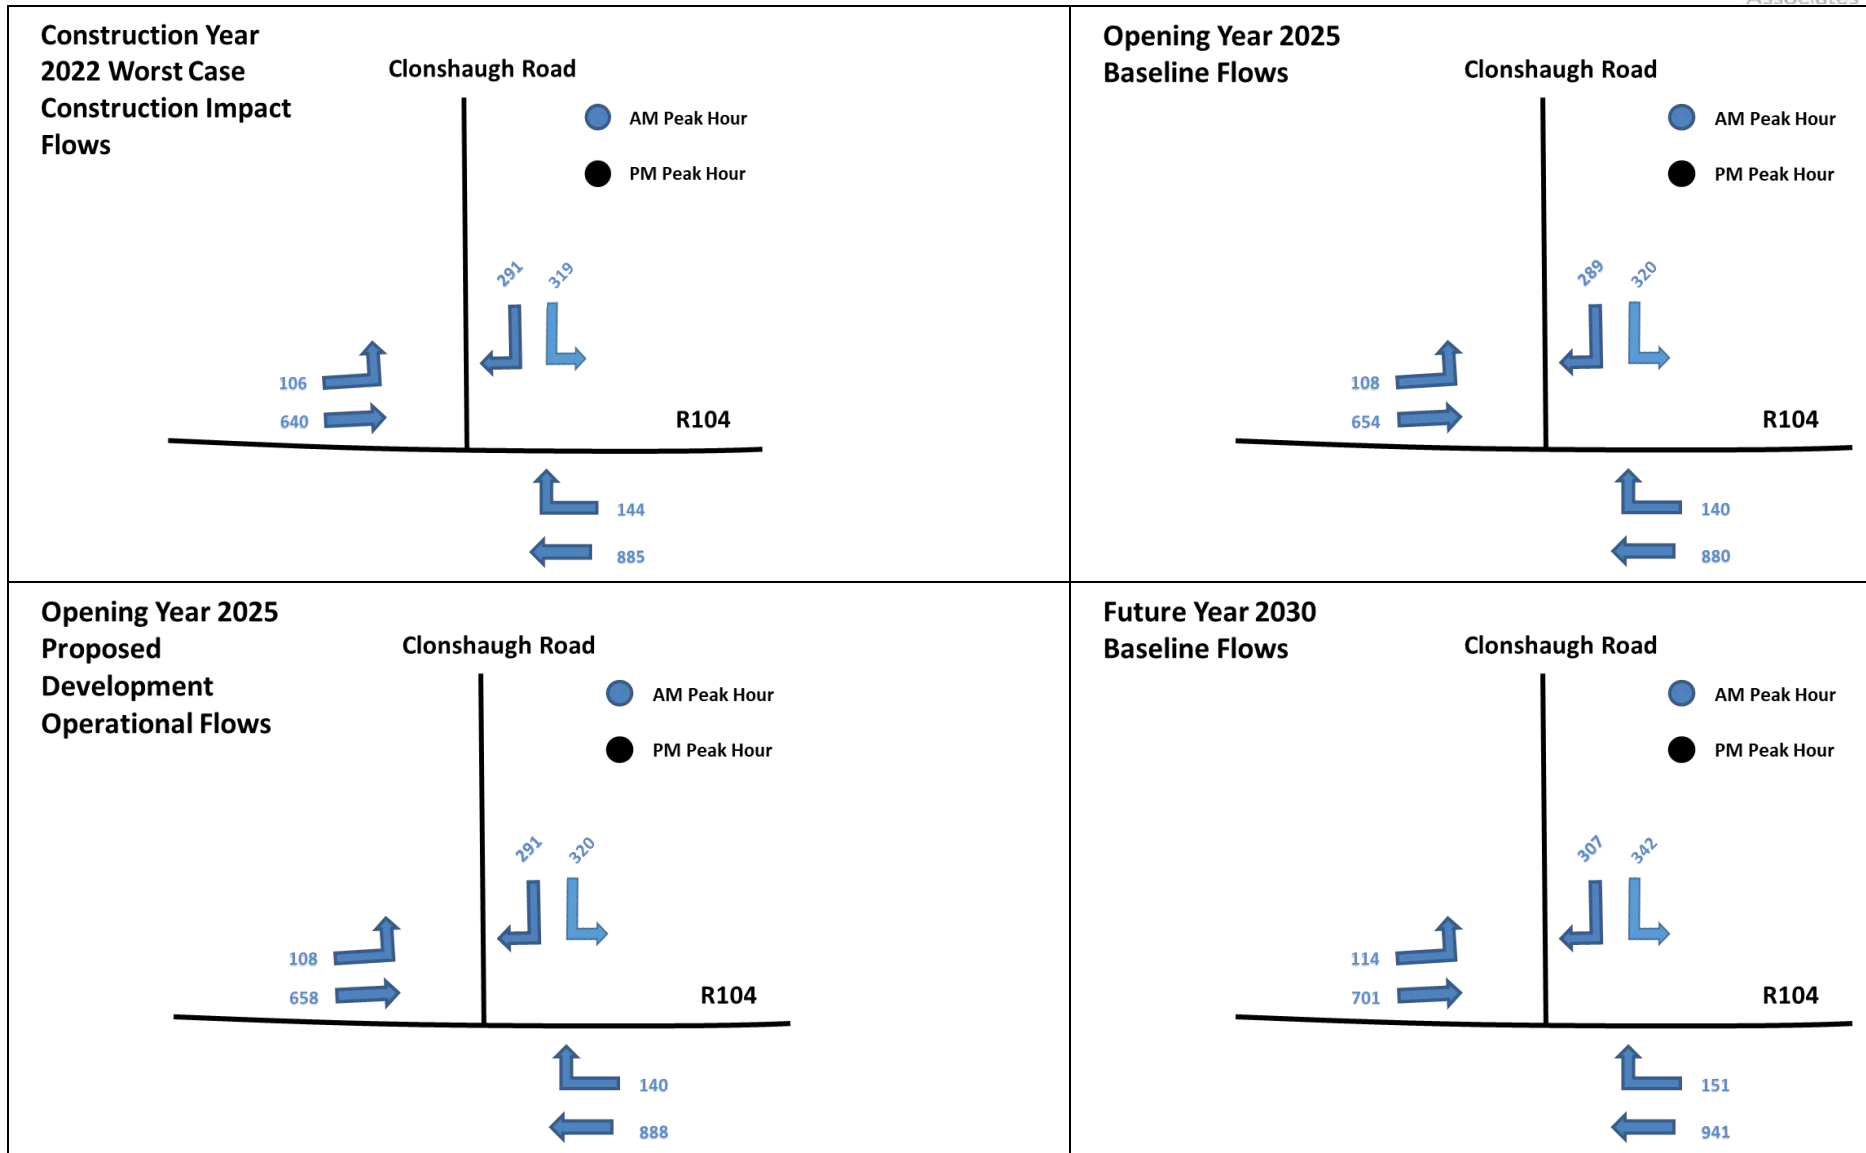 Construction Year
2022 Worst Case
Construction Impact
Flows
Clonshaugh Road
AM Peak Hour
PM Peak Hour
291
319
106
640
R104
144
885
Opening Year 2025
Baseline Flows
Clonshaugh Road
AM Peak Hour
PM Peak Hour
289
320
108
654
R104
140
880
Opening Year 2025
Proposed
Development
Operational Flows
Clonshaugh Road
AM Peak Hour
PM Peak Hour
291
320
108
658
R104
140
888
Future Year 2030
Baseline Flows
Clonshaugh Road
AM Peak Hour
PM Peak Hour
307
342
114
701
R104
151
941